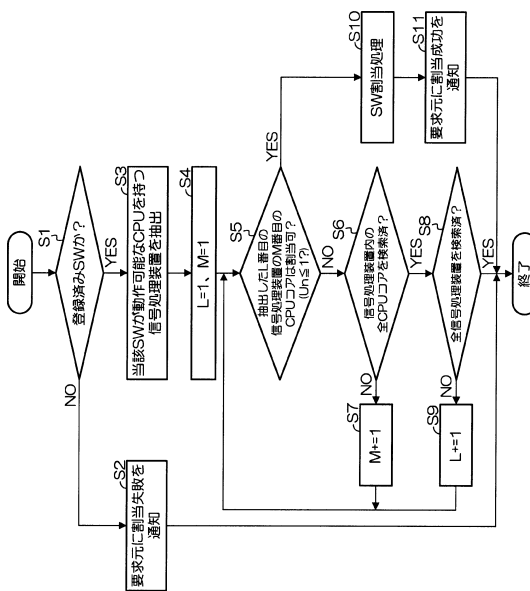 開始
S1
登録済みSWか?
NO
YES
S2
要求元に割当失敗を
通知
S3
当該SWが動作可能なCPUを持つ
信号処理装置を抽出
S4
L=1、M=1
S5
抽出したL番目の
信号処理装置のM番目の
CPUコアは割当可?
(Un≦1?)
YES
NO
S10
SW割当処理
S11
要求元に割当成功を
通知
S6
信号処理装置内の
全CPUコアを検索済?
NO
YES
S7
M+=1
S8
全信号処理装置を検索済?
NO
YES
S9
L+=1
終了